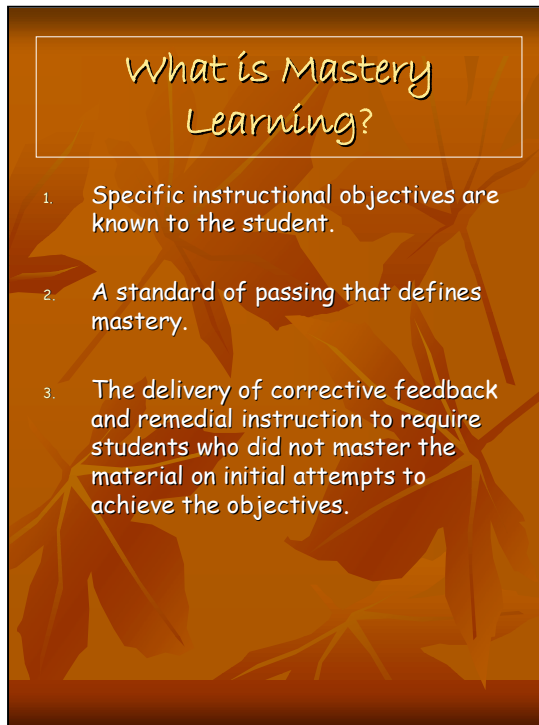 What is Mastery
Learning?
1. Specific instructional objectives are
known to the student.
2. A standard of passing that defines
mastery.
3. The delivery of corrective feedback
and remedial instruction to require
students who did not master the
material on initial attempts to
achieve the objectives.